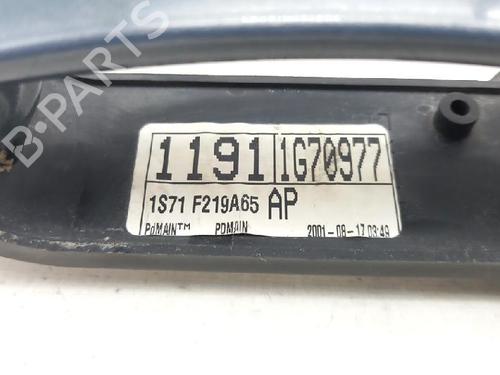 1191 1G70977
1S71 F219A65 AP
PdMAIN™ PDMAIN 2001-08-17 03:49
B-PARTS